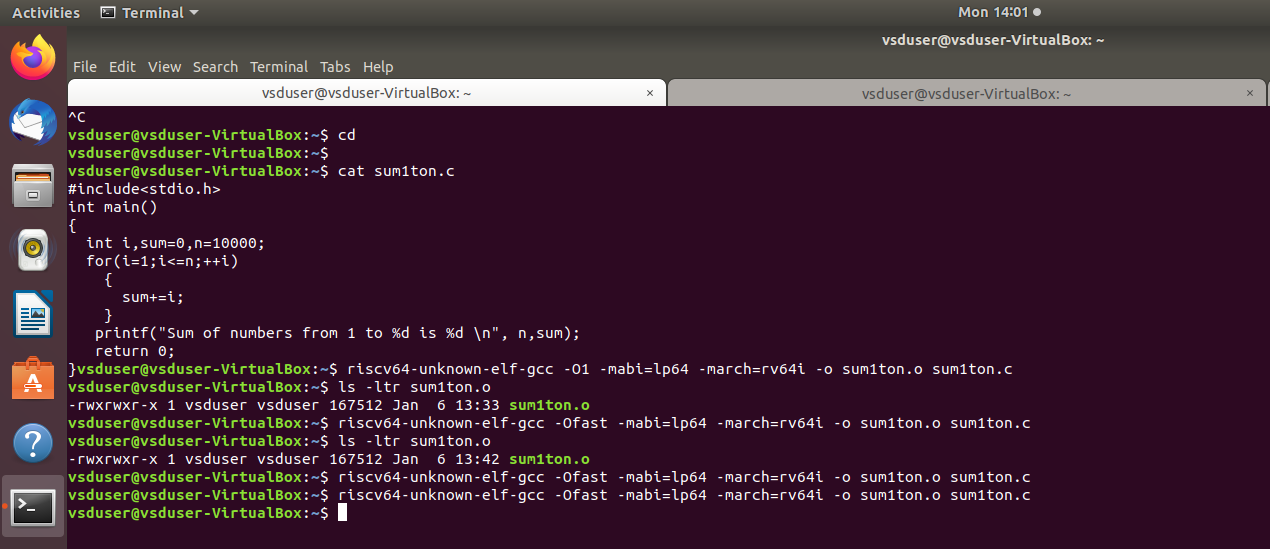 Activities Terminal Mon 14:01
vsduser@vsduser-VirtualBox: ~
File Edit View Search Terminal Tabs Help
vsduser@vsduser-VirtualBox: ~ × vsduser@vsduser-VirtualBox: ~ ×
^C
vsduser@vsduser-VirtualBox:~$ cd
vsduser@vsduser-VirtualBox:~$
vsduser@vsduser-VirtualBox:~$ cat sum1ton.c
#include<stdio.h>
int main()
{
  int i,sum=0,n=10000;
  for(i=1;i<=n;++i)
    {
      sum+=i;
    }
   printf("Sum of numbers from 1 to %d is %d \n", n,sum);
   return 0;
}vsduser@vsduser-VirtualBox:~$ riscv64-unknown-elf-gcc -O1 -mabi=lp64 -march=rv64i -o sum1ton.o sum1ton.c
vsduser@vsduser-VirtualBox:~$ ls -ltr sum1ton.o
-rwxrwxr-x 1 vsduser vsduser 167512 Jan  6 13:33 sum1ton.o
vsduser@vsduser-VirtualBox:~$ riscv64-unknown-elf-gcc -Ofast -mabi=lp64 -march=rv64i -o sum1ton.o sum1ton.c
vsduser@vsduser-VirtualBox:~$ ls -ltr sum1ton.o
-rwxrwxr-x 1 vsduser vsduser 167512 Jan  6 13:42 sum1ton.o
vsduser@vsduser-VirtualBox:~$ riscv64-unknown-elf-gcc -Ofast -mabi=lp64 -march=rv64i -o sum1ton.o sum1ton.c
vsduser@vsduser-VirtualBox:~$ riscv64-unknown-elf-gcc -Ofast -mabi=lp64 -march=rv64i -o sum1ton.o sum1ton.c
vsduser@vsduser-VirtualBox:~$